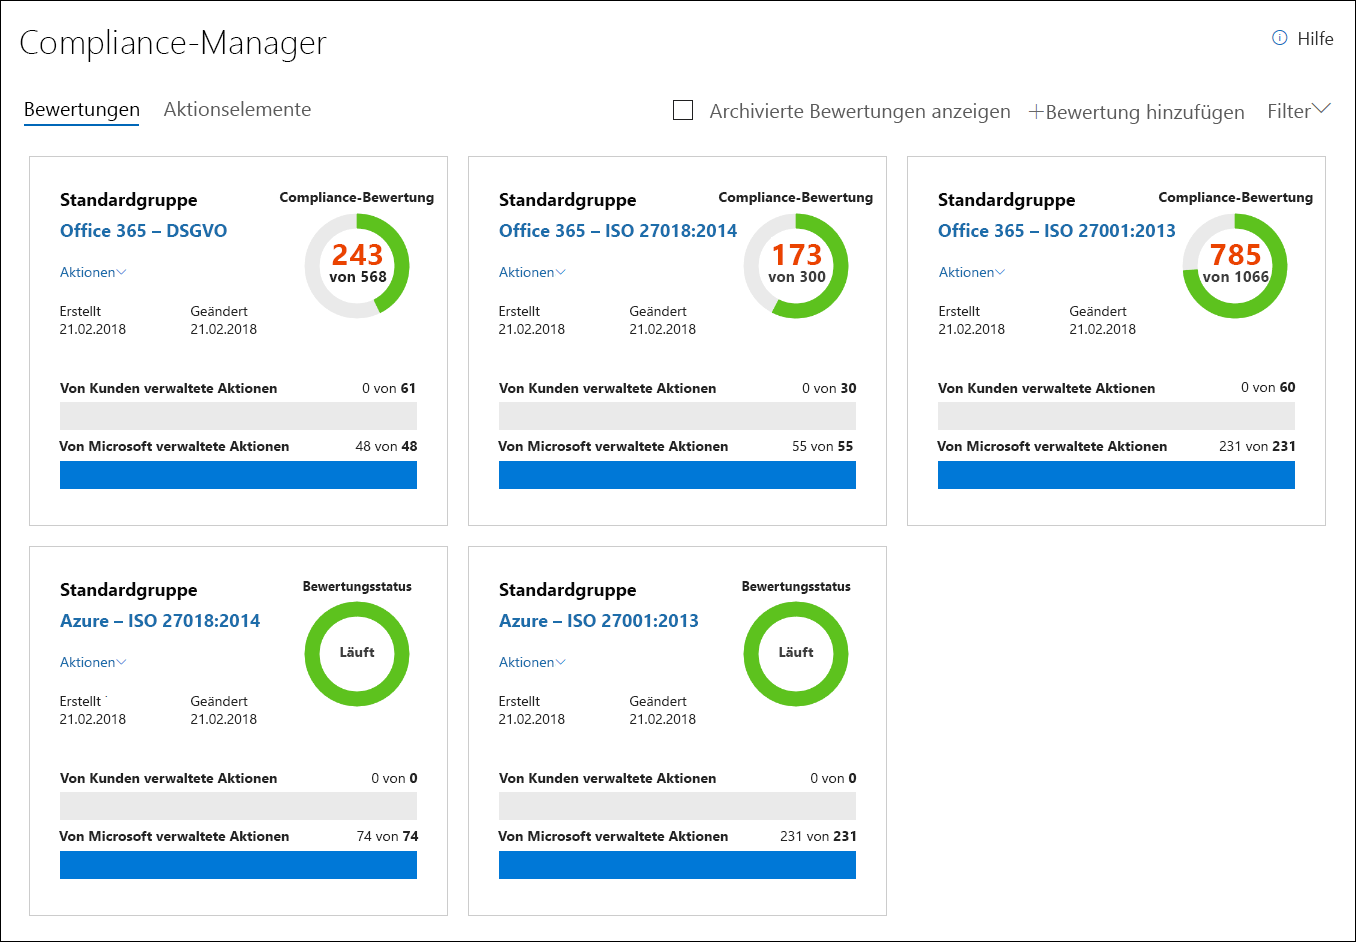 Compliance-Manager
Hilfe
Bewertungen Aktionselemente
Archivierte Bewertungen anzeigen +Bewertung hinzufügen Filter
Standardgruppe
Compliance-Bewertung
Office 365 – DSGVO
243
von 568
Aktionen
Erstellt Geändert
21.02.2018 21.02.2018
Von Kunden verwaltete Aktionen 0 von 61
Von Microsoft verwaltete Aktionen 48 von 48
Standardgruppe
Compliance-Bewertung
Office 365 – ISO 27018:2014
173
von 300
Aktionen
Erstellt Geändert
21.02.2018 21.02.2018
Von Kunden verwaltete Aktionen 0 von 30
Von Microsoft verwaltete Aktionen 55 von 55
Standardgruppe
Compliance-Bewertung
Office 365 – ISO 27001:2013
785
von 1066
Aktionen
Erstellt Geändert
21.02.2018 21.02.2018
Von Kunden verwaltete Aktionen 0 von 60
Von Microsoft verwaltete Aktionen 231 von 231
Standardgruppe
Bewertungsstatus
Azure – ISO 27018:2014
Läuft
Aktionen
Erstellt Geändert
21.02.2018 21.02.2018
Von Kunden verwaltete Aktionen 0 von 0
Von Microsoft verwaltete Aktionen 74 von 74
Standardgruppe
Bewertungsstatus
Azure – ISO 27001:2013
Läuft
Aktionen
Erstellt Geändert
21.02.2018 21.02.2018
Von Kunden verwaltete Aktionen 0 von 0
Von Microsoft verwaltete Aktionen 231 von 231